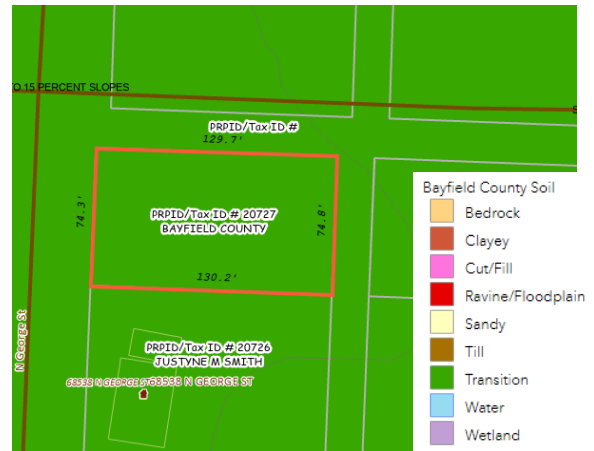 O 15 PERCENT SLOPES
PRPID/Tax ID #
129.7'
74.3'
PRPID/Tax ID # 20727
BAYFIELD COUNTY
74.8'
130.2'
N George St
PRPID/Tax ID # 20726
JUSTYNE M SMITH
68538 N GEORGE ST
68538 N GEORGE ST
Bayfield County Soil
Bedrock
Clayey
Cut/Fill
Ravine/Floodplain
Sandy
Till
Transition
Water
Wetland